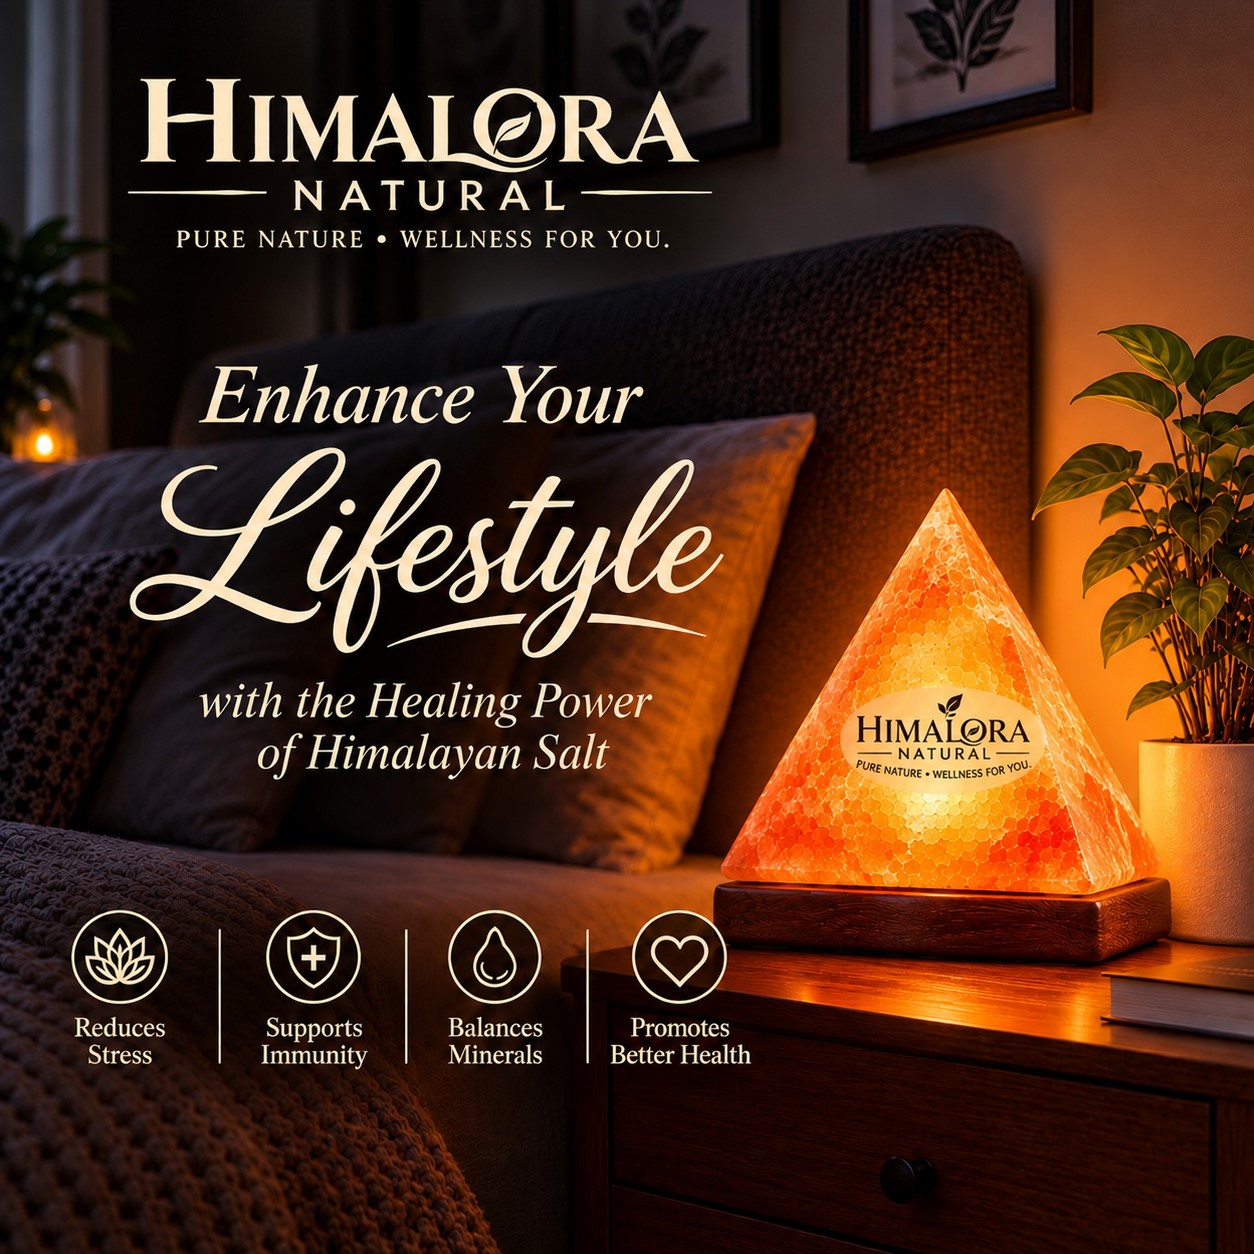 HIMALORA
NATURAL
PURE NATURE • WELLNESS FOR YOU.
Enhance Your
Lifestyle
with the Healing Power
of Himalayan Salt
HIMALORA
NATURAL
PURE NATURE • WELLNESS FOR YOU.
Reduces
Stress
Supports
Immunity
Balances
Minerals
Promotes
Better Health